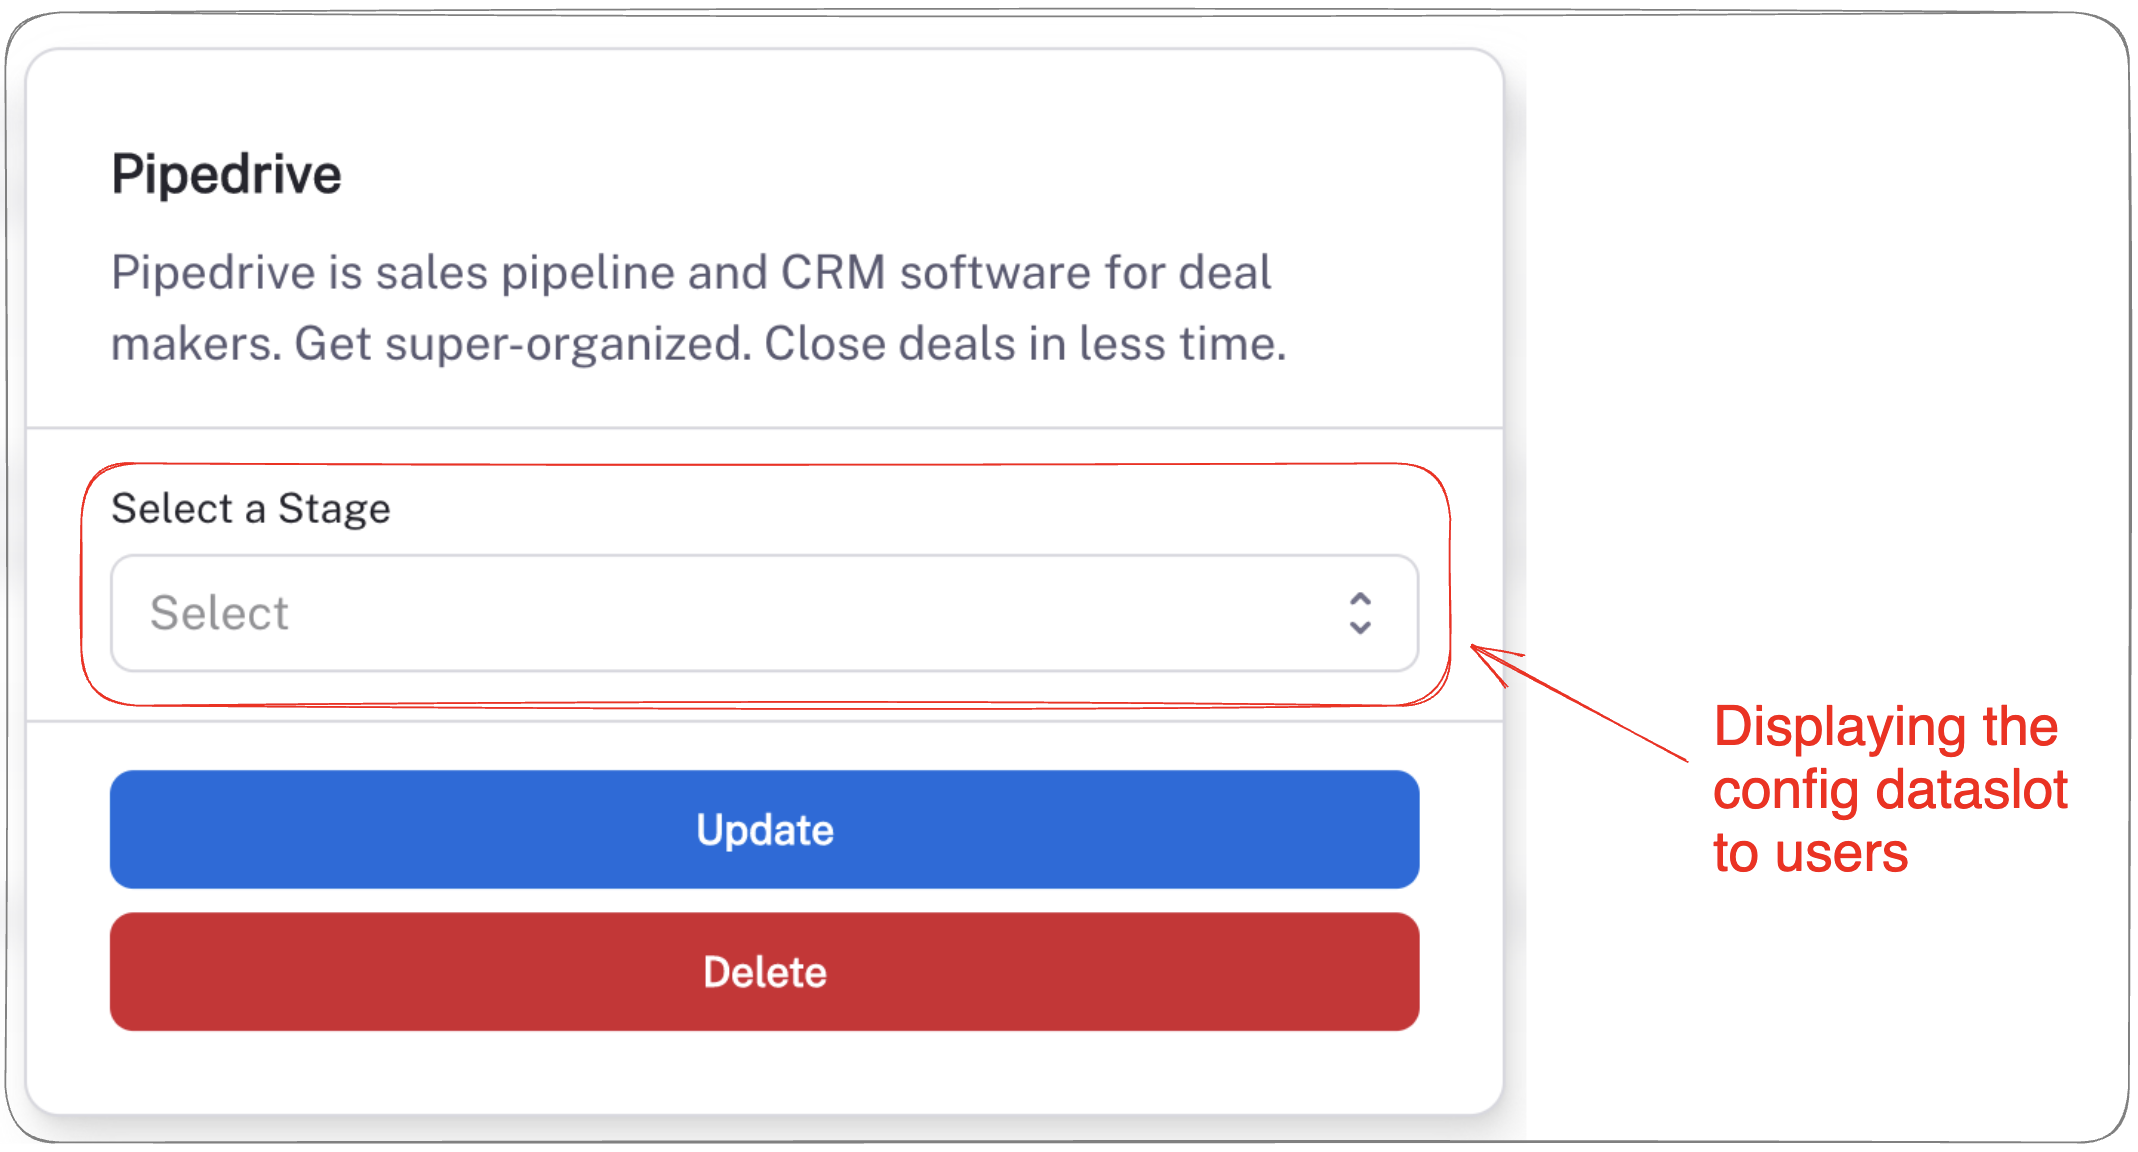 Pipedrive
Pipedrive is sales pipeline and CRM software for deal
makers. Get super-organized. Close deals in less time.
Select a Stage
Select
Displaying the
config dataslot
to users
Update
Delete